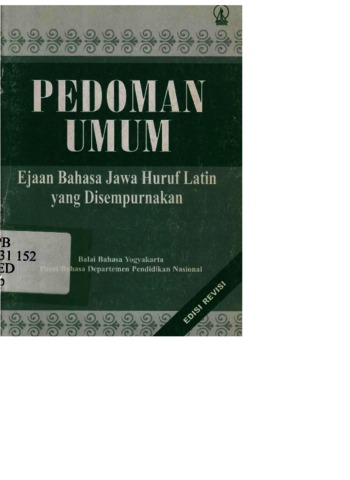 PEDOMAN
UMUM
Ejaan Bahasa Jawa Huruf Latin
yang Disempurnakan
PB
31 152
ED
Balai Bahasa Yogyakarta
Pusat Bahasa Departemen Pendidikan Nasional
EDISI REVISI